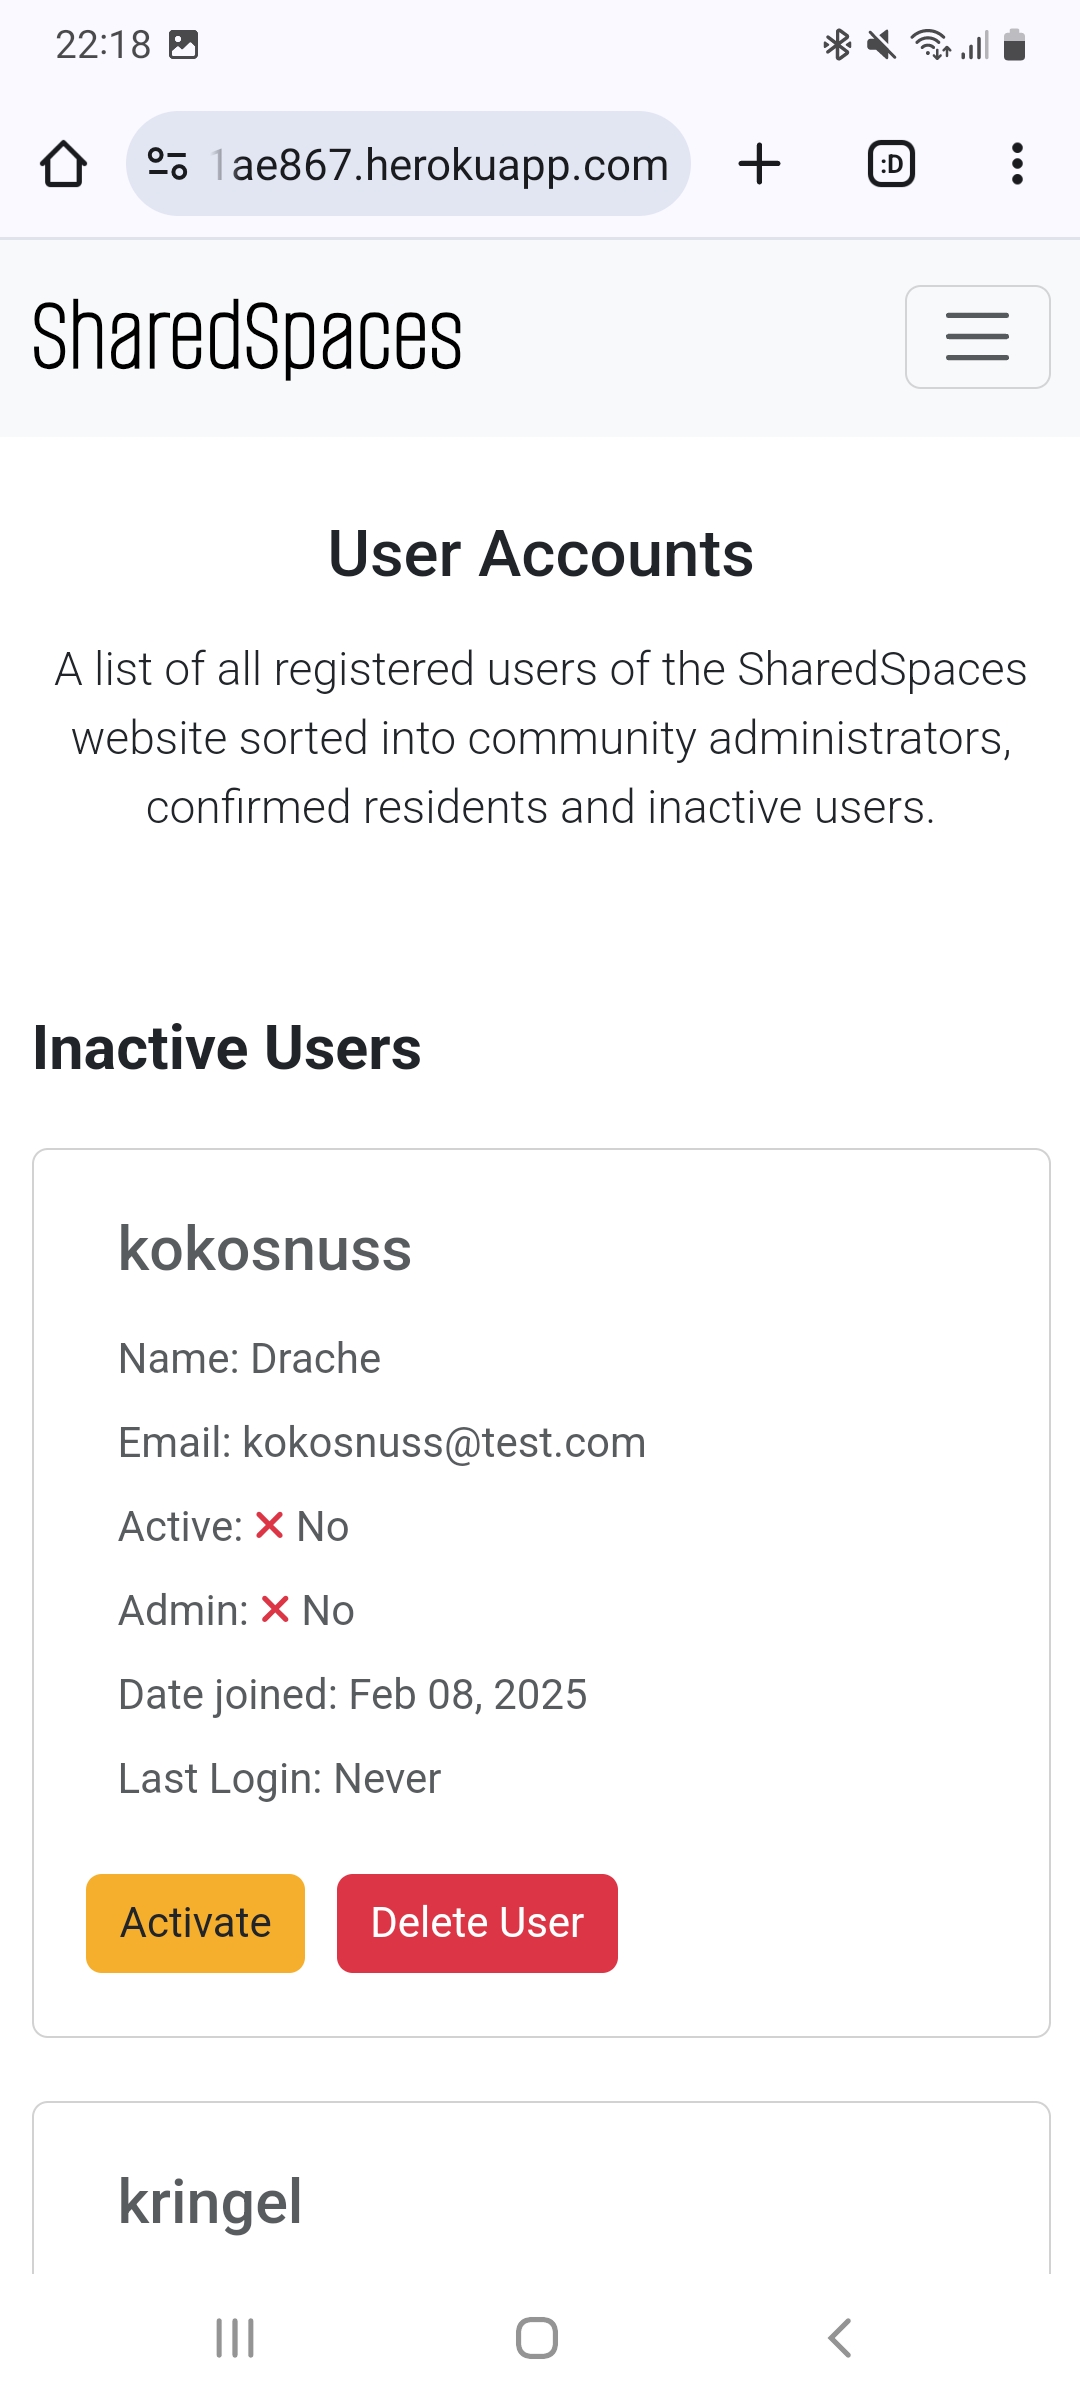 22:18
1ae867.herokuapp.com
:D
SharedSpaces
User Accounts
A list of all registered users of the SharedSpaces
website sorted into community administrators,
confirmed residents and inactive users.
Inactive Users
kokosnuss
Name: Drache
Email: kokosnuss@test.com
Active: ✕ No
Admin: ✕ No
Date joined: Feb 08, 2025
Last Login: Never
Activate
Delete User
kringel